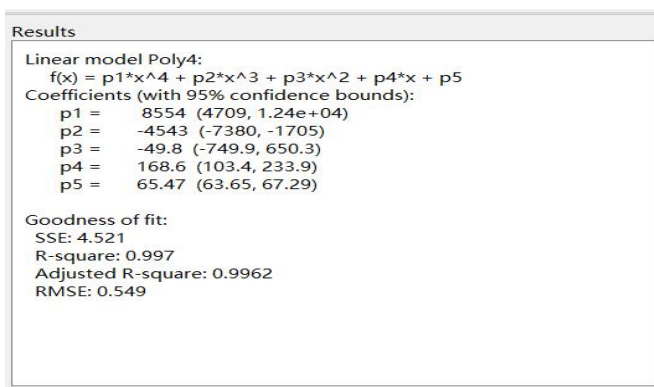 Results
Linear model Poly4:
f(x) = p1*x^4 + p2*x^3 + p3*x^2 + p4*x + p5
Coefficients (with 95% confidence bounds):
p1 = 8554 (4709, 1.24e+04)
p2 = -4543 (-7380, -1705)
p3 = -49.8 (-749.9, 650.3)
p4 = 168.6 (103.4, 233.9)
p5 = 65.47 (63.65, 67.29)
Goodness of fit:
SSE: 4.521
R-square: 0.997
Adjusted R-square: 0.9962
RMSE: 0.549